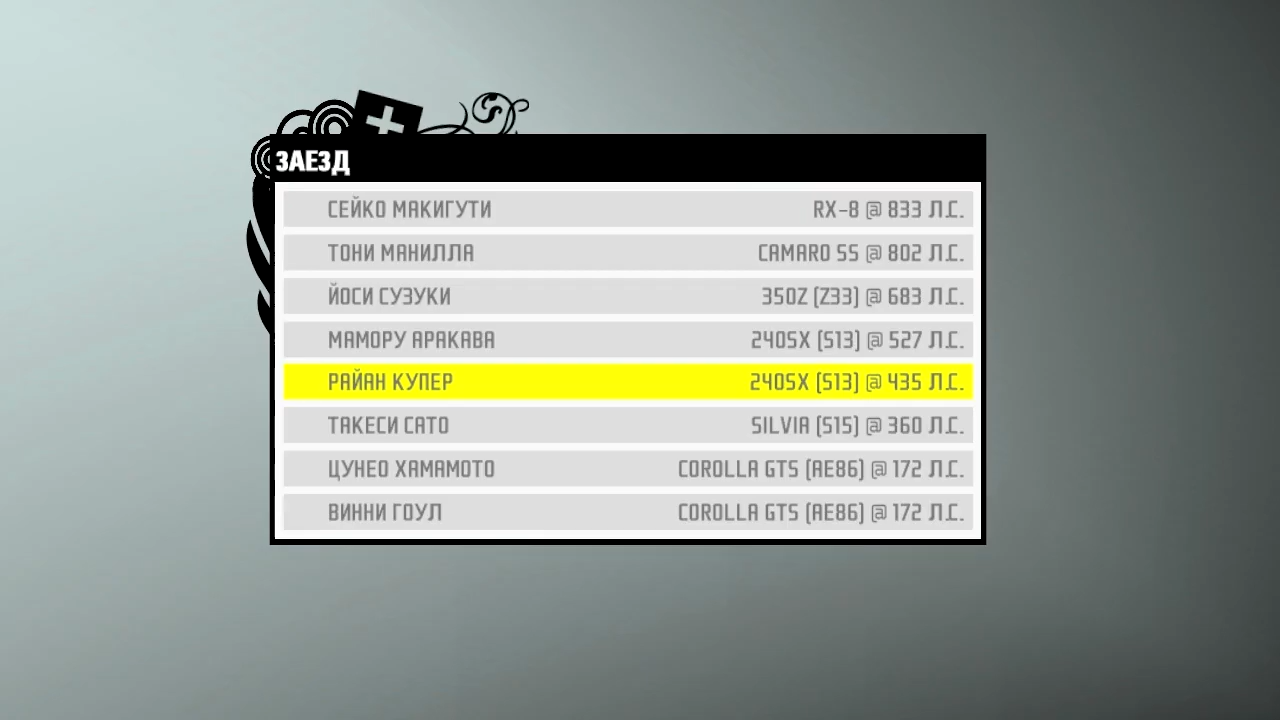 ЗАЕЗД
СЕЙКО МАКИГУТИ RX-8 @ 833 Л.С.
ТОНИ МАНИЛЛА CAMARO SS @ 802 Л.С.
ЙОСИ СУЗУКИ 350Z (Z33) @ 683 Л.С.
МАМОРУ АРАКАВА 240SX (S13) @ 527 Л.С.
РАЙАН КУПЕР 240SX (S13) @ 435 Л.С.
ТАКЕСИ САТО SILVIA (S15) @ 360 Л.С.
ЦУНЕО ХАМАМОТО COROLLA GTS (AE86) @ 172 Л.С.
ВИННИ ГОУЛ COROLLA GTS (AE86) @ 172 Л.С.